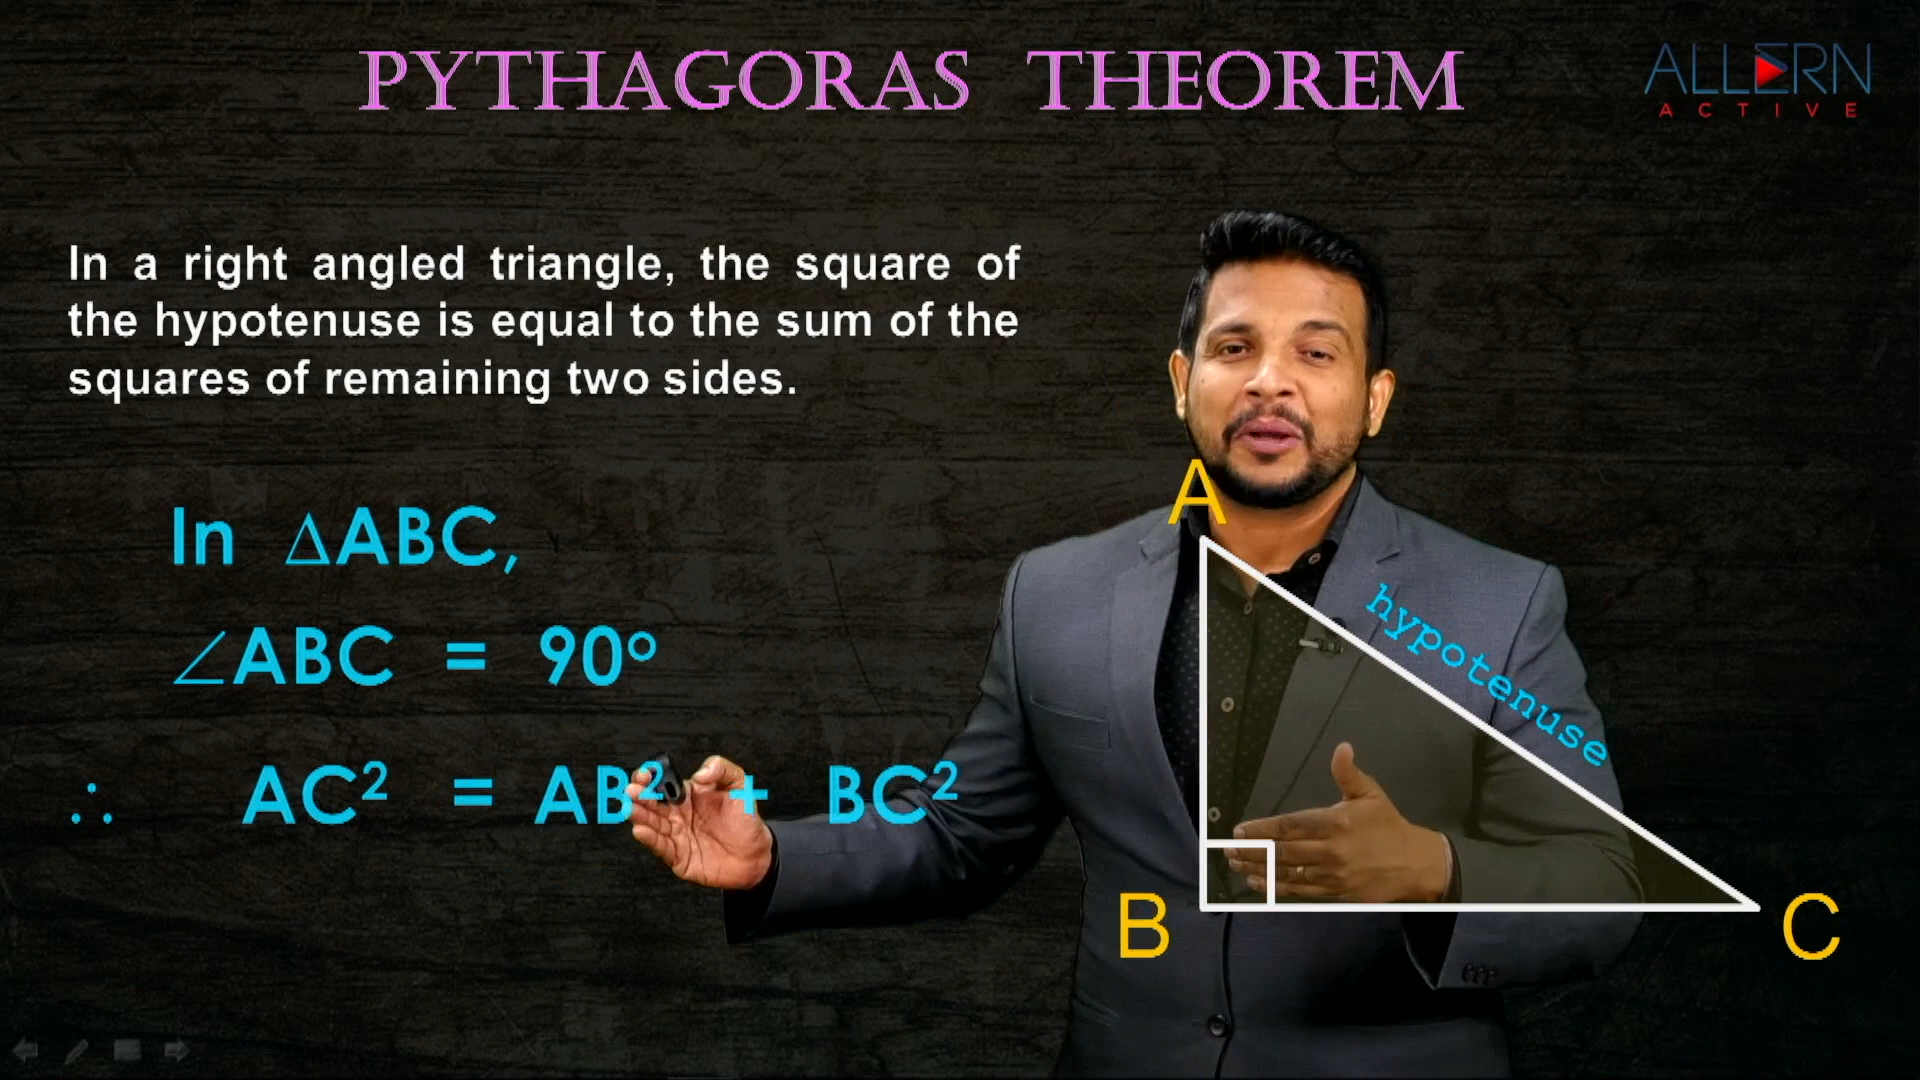 PYTHAGORAS THEOREM
ALLERN
ACTIVE
In a right angled triangle, the square of
the hypotenuse is equal to the sum of the
squares of remaining two sides.
In ΔABC,
∠ABC = 90°
∴ AC² = AB² + BC²
A
hypotenuse
B
C